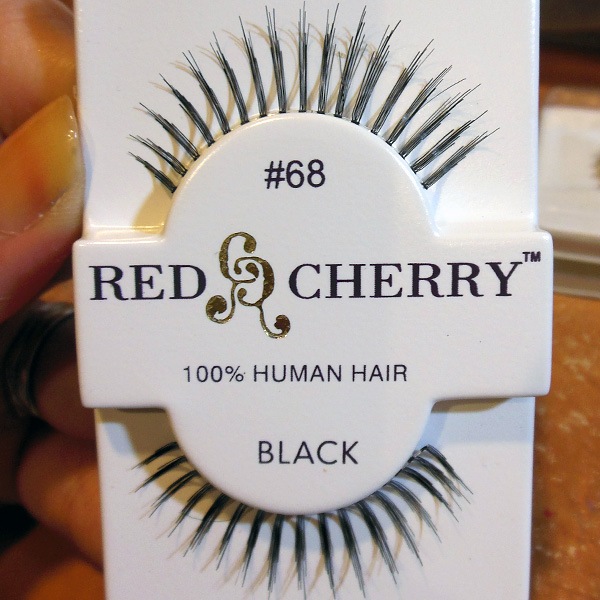 #68
RED CHERRY™
100% HUMAN HAIR
BLACK